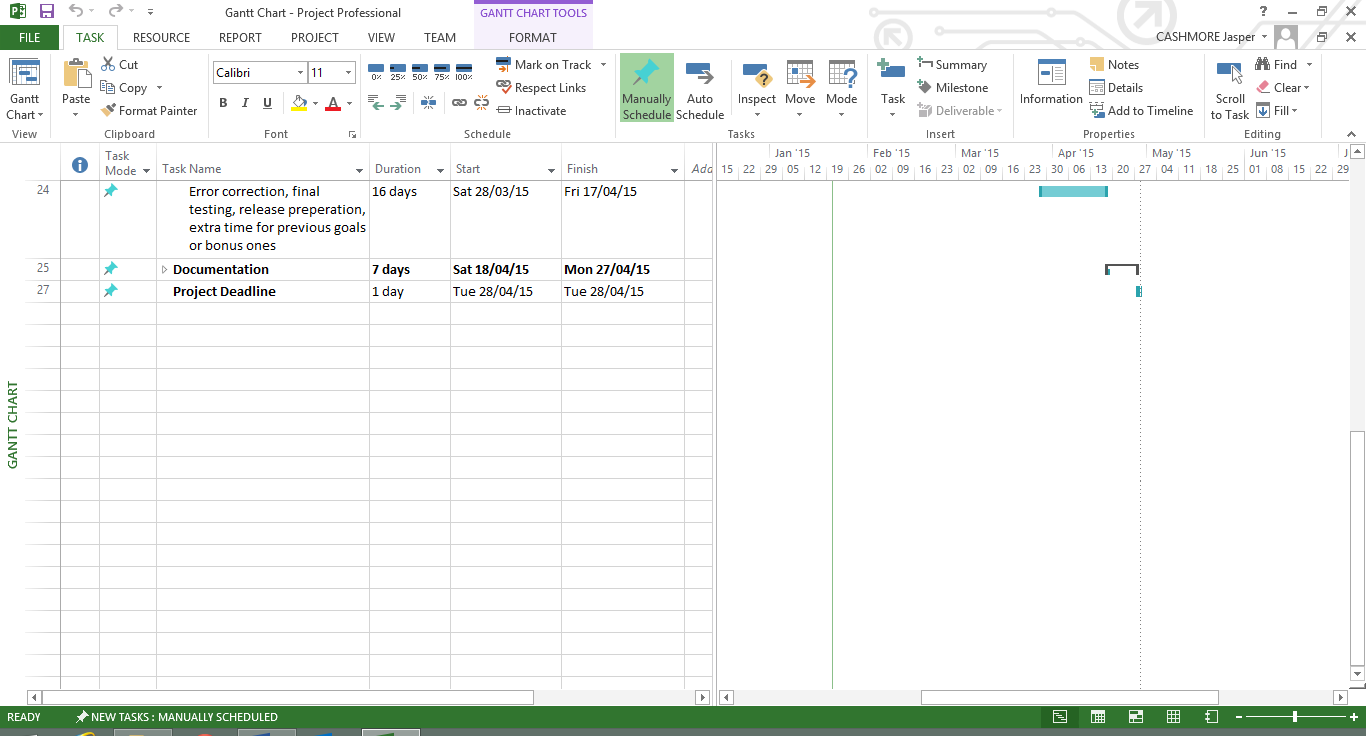 Gantt Chart - Project Professional
GANTT CHART TOOLS
?
FILE TASK RESOURCE REPORT PROJECT VIEW TEAM FORMAT
CASHMORE Jasper
Gantt Chart
View
Paste
Cut
Copy
Format Painter
Clipboard
Calibri 11
B I U A
Font
0% 25% 50% 75% 100%
Mark on Track
Respect Links
Inactivate
Schedule
Manually Schedule
Auto Schedule
Inspect
Move
Mode
Tasks
Task
Summary
Milestone
Deliverable
Insert
Information
Notes
Details
Add to Timeline
Properties
Scroll to Task
Find
Clear
Fill
Editing
Task Mode
Task Name
Duration
Start
Finish
Add
Jan '15 Feb '15 Mar '15 Apr '15 May '15 Jun '15 J
15 22 29 05 12 19 26 02 09 16 23 02 09 16 23 30 06 13 20 27 04 11 18 25 01 08 15 22 29
24 Error correction, final 16 days Sat 28/03/15 Fri 17/04/15
testing, release preperation,
extra time for previous goals
or bonus ones
25 Documentation 7 days Sat 18/04/15 Mon 27/04/15
27 Project Deadline 1 day Tue 28/04/15 Tue 28/04/15
GANTT CHART
READY NEW TASKS : MANUALLY SCHEDULED